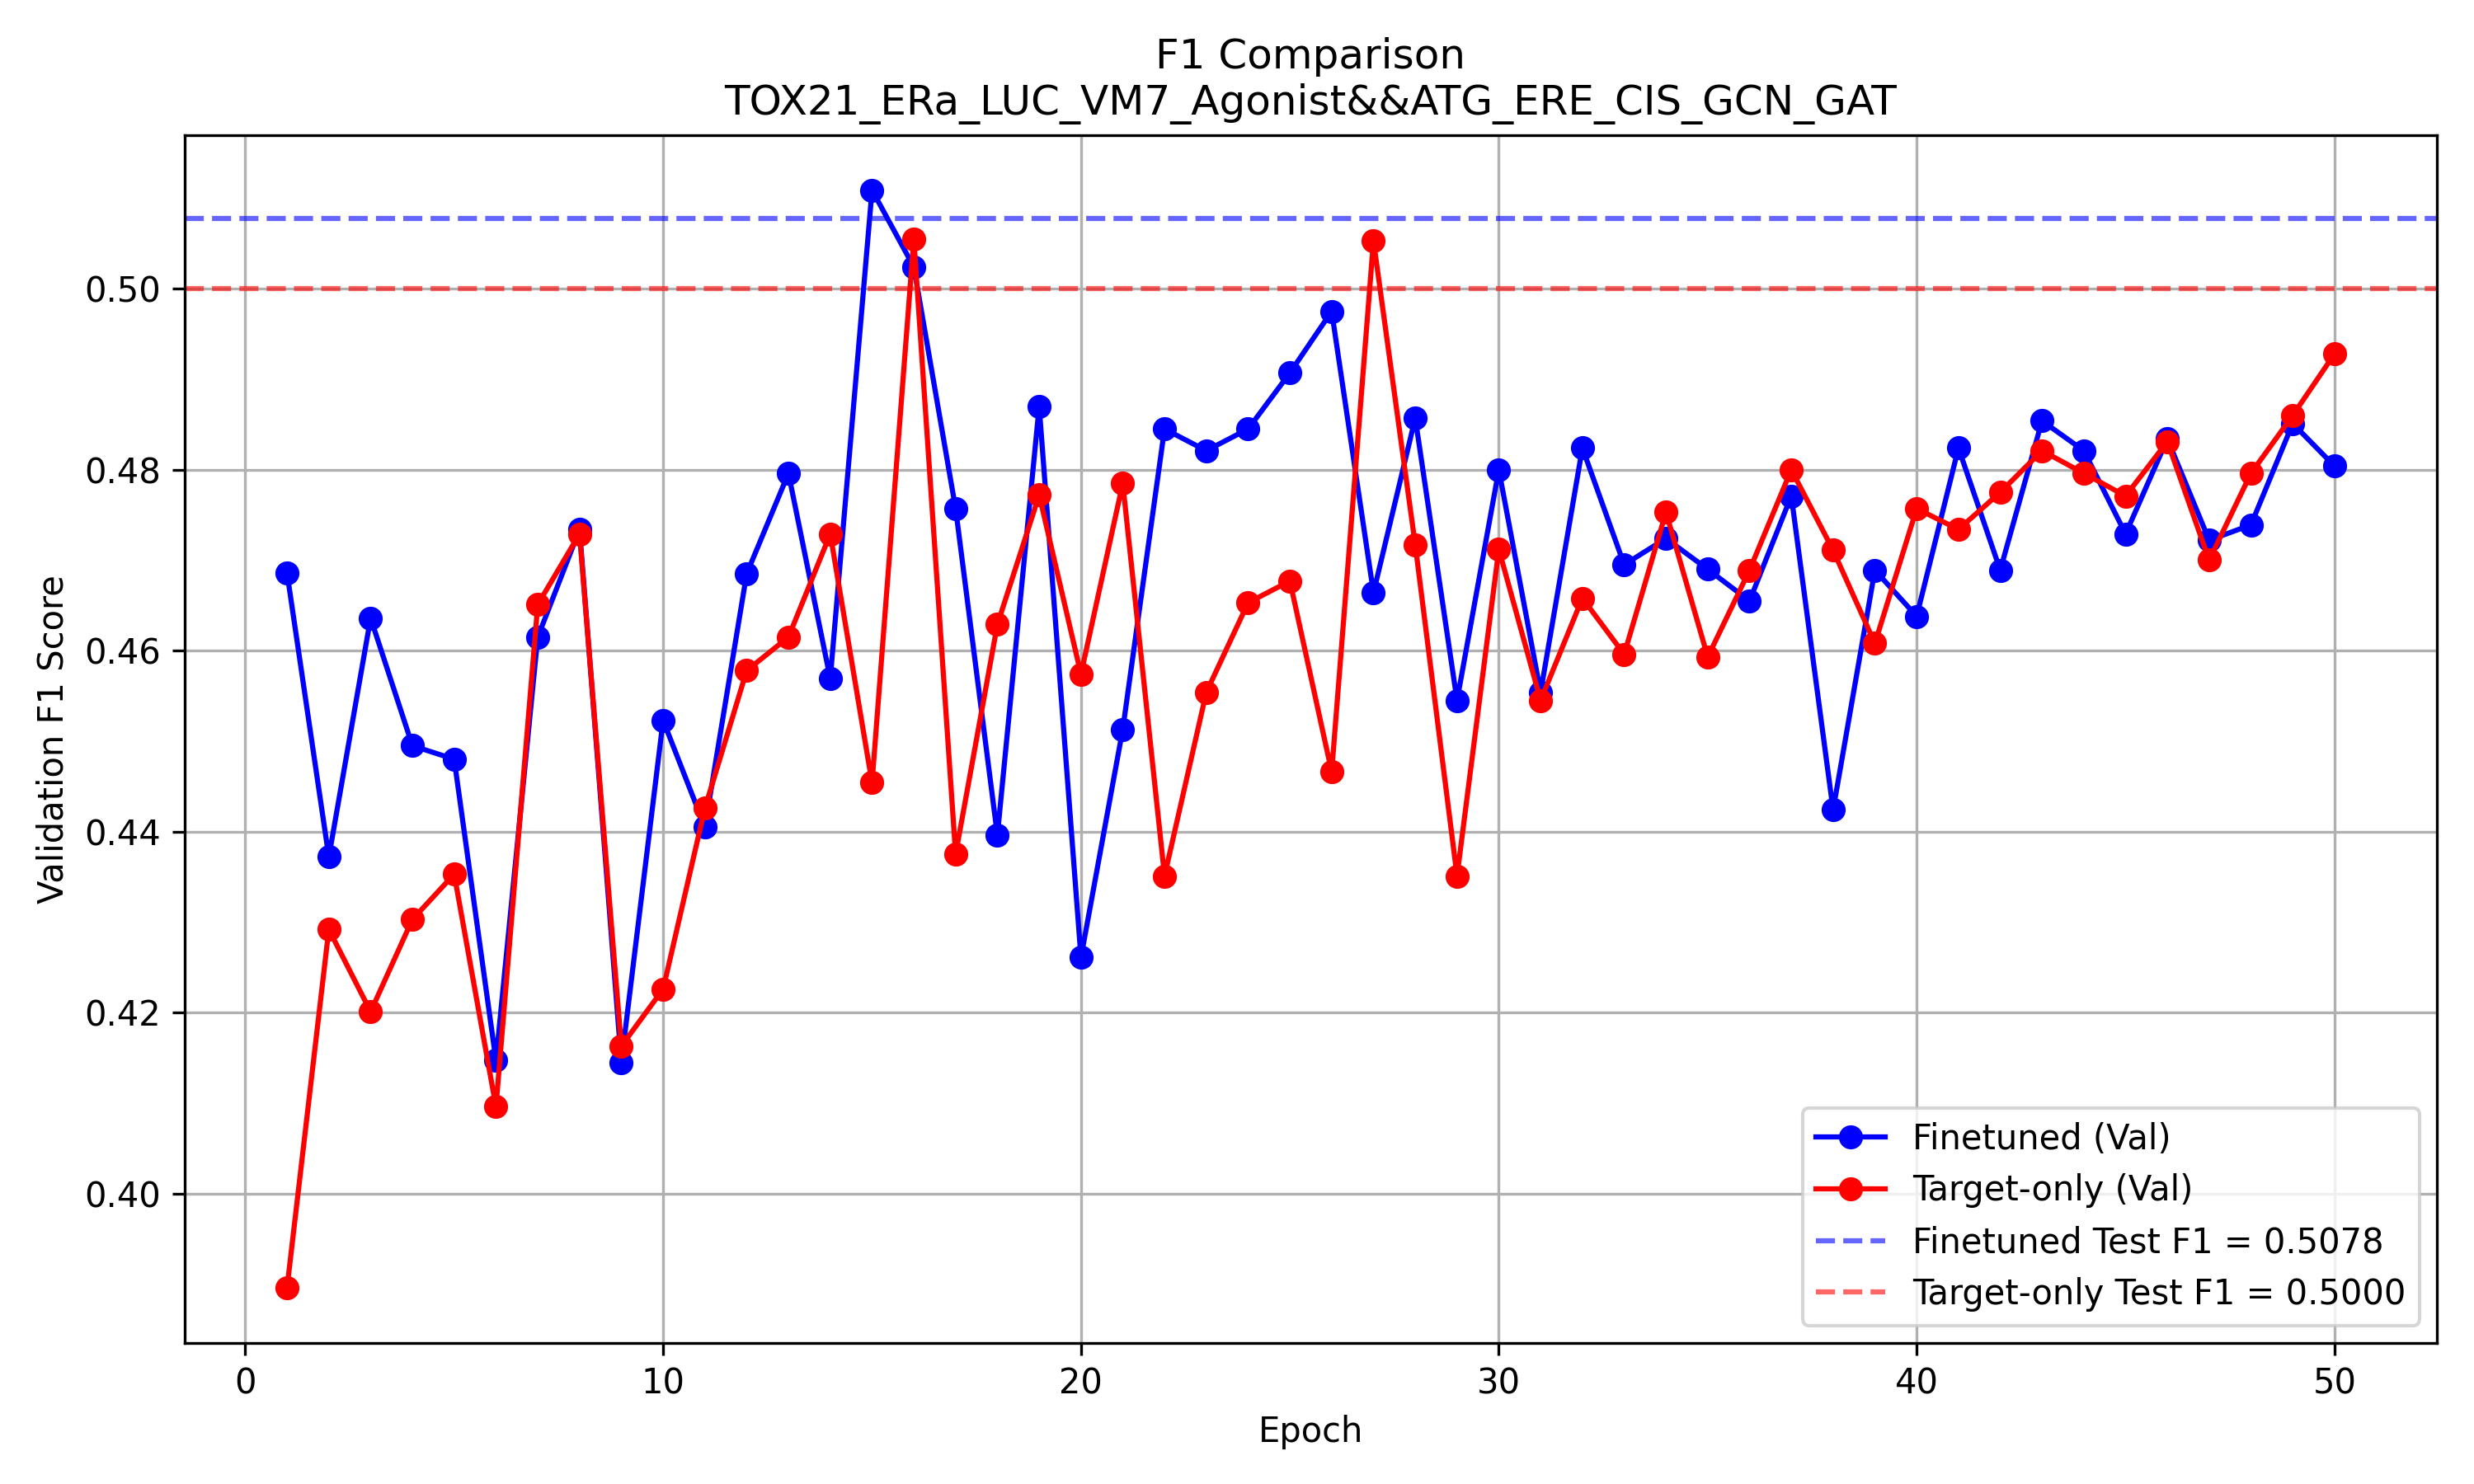 F1 Comparison
TOX21_ERa_LUC_VM7_Agonist&&ATG_ERE_CIS_GCN_GAT
Validation F1 Score
0.50
0.48
0.46
0.44
0.42
0.40
0
10
20
30
40
50
Epoch
Finetuned (Val)
Target-only (Val)
Finetuned Test F1 = 0.5078
Target-only Test F1 = 0.5000